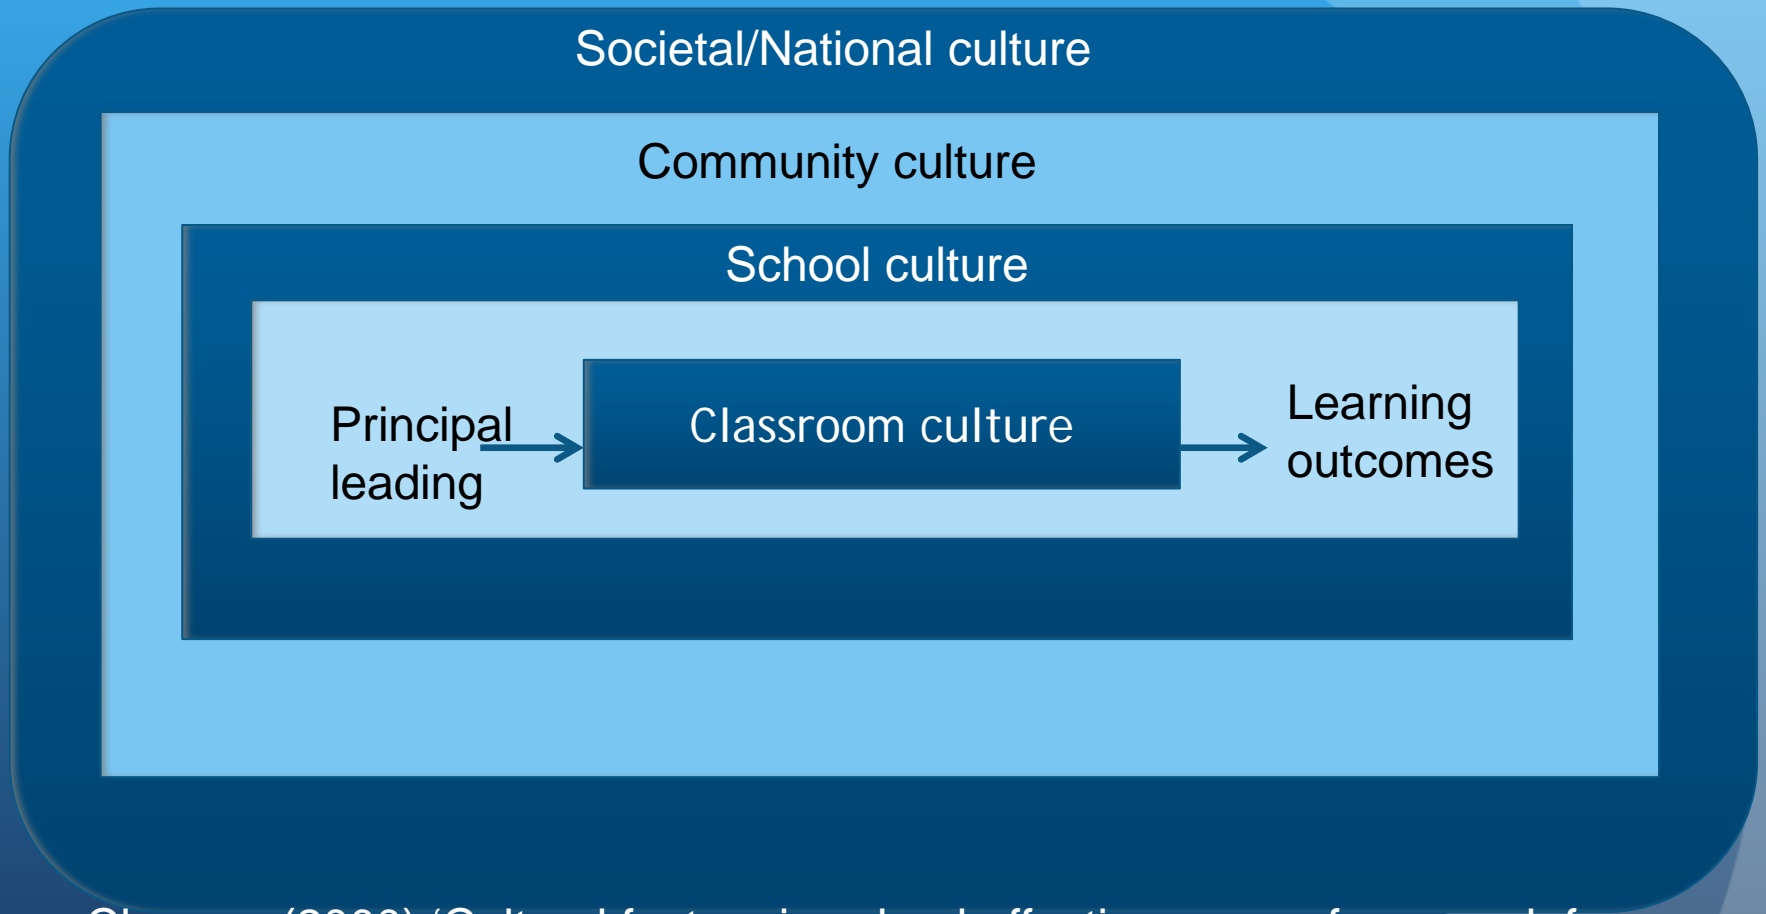 Societal/National culture
Community culture
School culture
Principal
leading
Classroom culture
Learning
outcomes